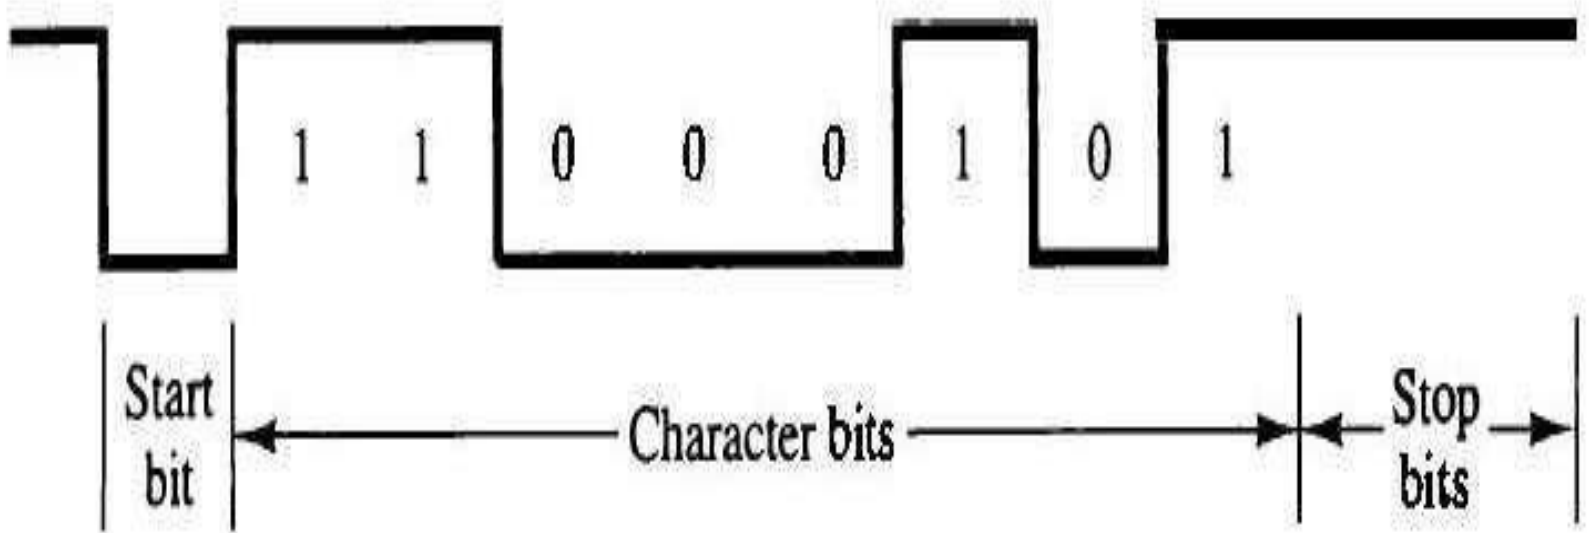 1 1 0 0 0 1 0 1
Start
bit
Character bits
Stop
bits